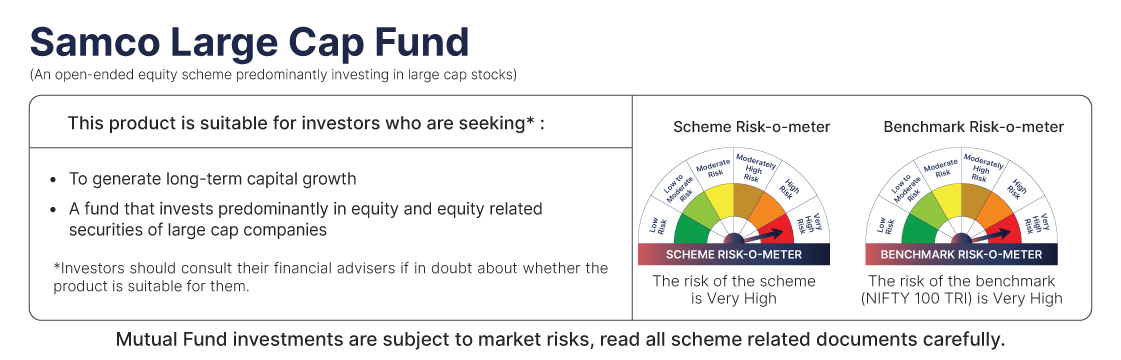 Samco Large Cap Fund
(An open-ended equity scheme predominantly investing in large cap stocks)
This product is suitable for investors who are seeking* :
• To generate long-term capital growth
• A fund that invests predominantly in equity and equity related
securities of large cap companies
*Investors should consult their financial advisers if in doubt about whether the
product is suitable for them.
Scheme Risk-o-meter
Low
Risk
Low to
Moderate
Risk
Moderate
Risk
Moderately
High
Risk
High
Risk
Very
High
Risk
SCHEME RISK-O-METER
The risk of the scheme
is Very High
Benchmark Risk-o-meter
Low
Risk
Low to
Moderate
Risk
Moderate
Risk
Moderately
High
Risk
High
Risk
Very
High
Risk
BENCHMARK RISK-O-METER
The risk of the benchmark
(NIFTY 100 TRI) is Very High
Mutual Fund investments are subject to market risks, read all scheme related documents carefully.